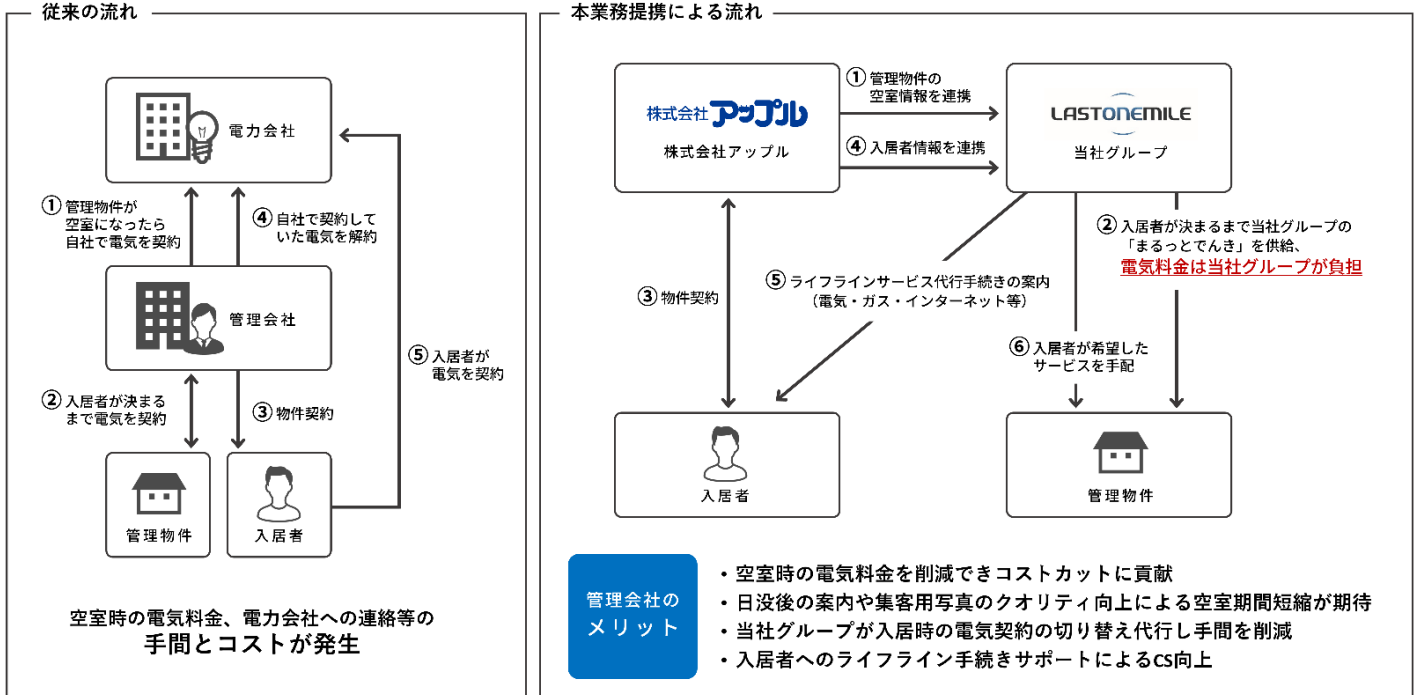 従来の流れ
電力会社
① 管理物件が
空室になったら
自社で電気を契約
④ 自社で契約して
いた電気を解約
管理会社
⑤ 入居者が
電気を契約
② 入居者が決まる
まで電気を契約
③ 物件契約
管理物件
入居者
空室時の電気料金、電力会社への連絡等の
手間とコストが発生
本業務提携による流れ
株式会社アップル
株式会社アップル
① 管理物件の
空室情報を連携
④ 入居者情報を連携
LASTONEMILE
当社グループ
② 入居者が決まるまで当社グループの
「まるっとでんき」を供給、
電気料金は当社グループが負担
③ 物件契約
⑤ ライフラインサービス代行手続きの案内
（電気・ガス・インターネット等）
⑥ 入居者が希望した
サービスを手配
入居者
管理物件
管理会社の
メリット
・空室時の電気料金を削減できコストカットに貢献
・日没後の案内や集客用写真のクオリティ向上による空室期間短縮が期待
・当社グループが入居時の電気契約の切り替え代行し手間を削減
・入居者へのライフライン手続きサポートによるCS向上